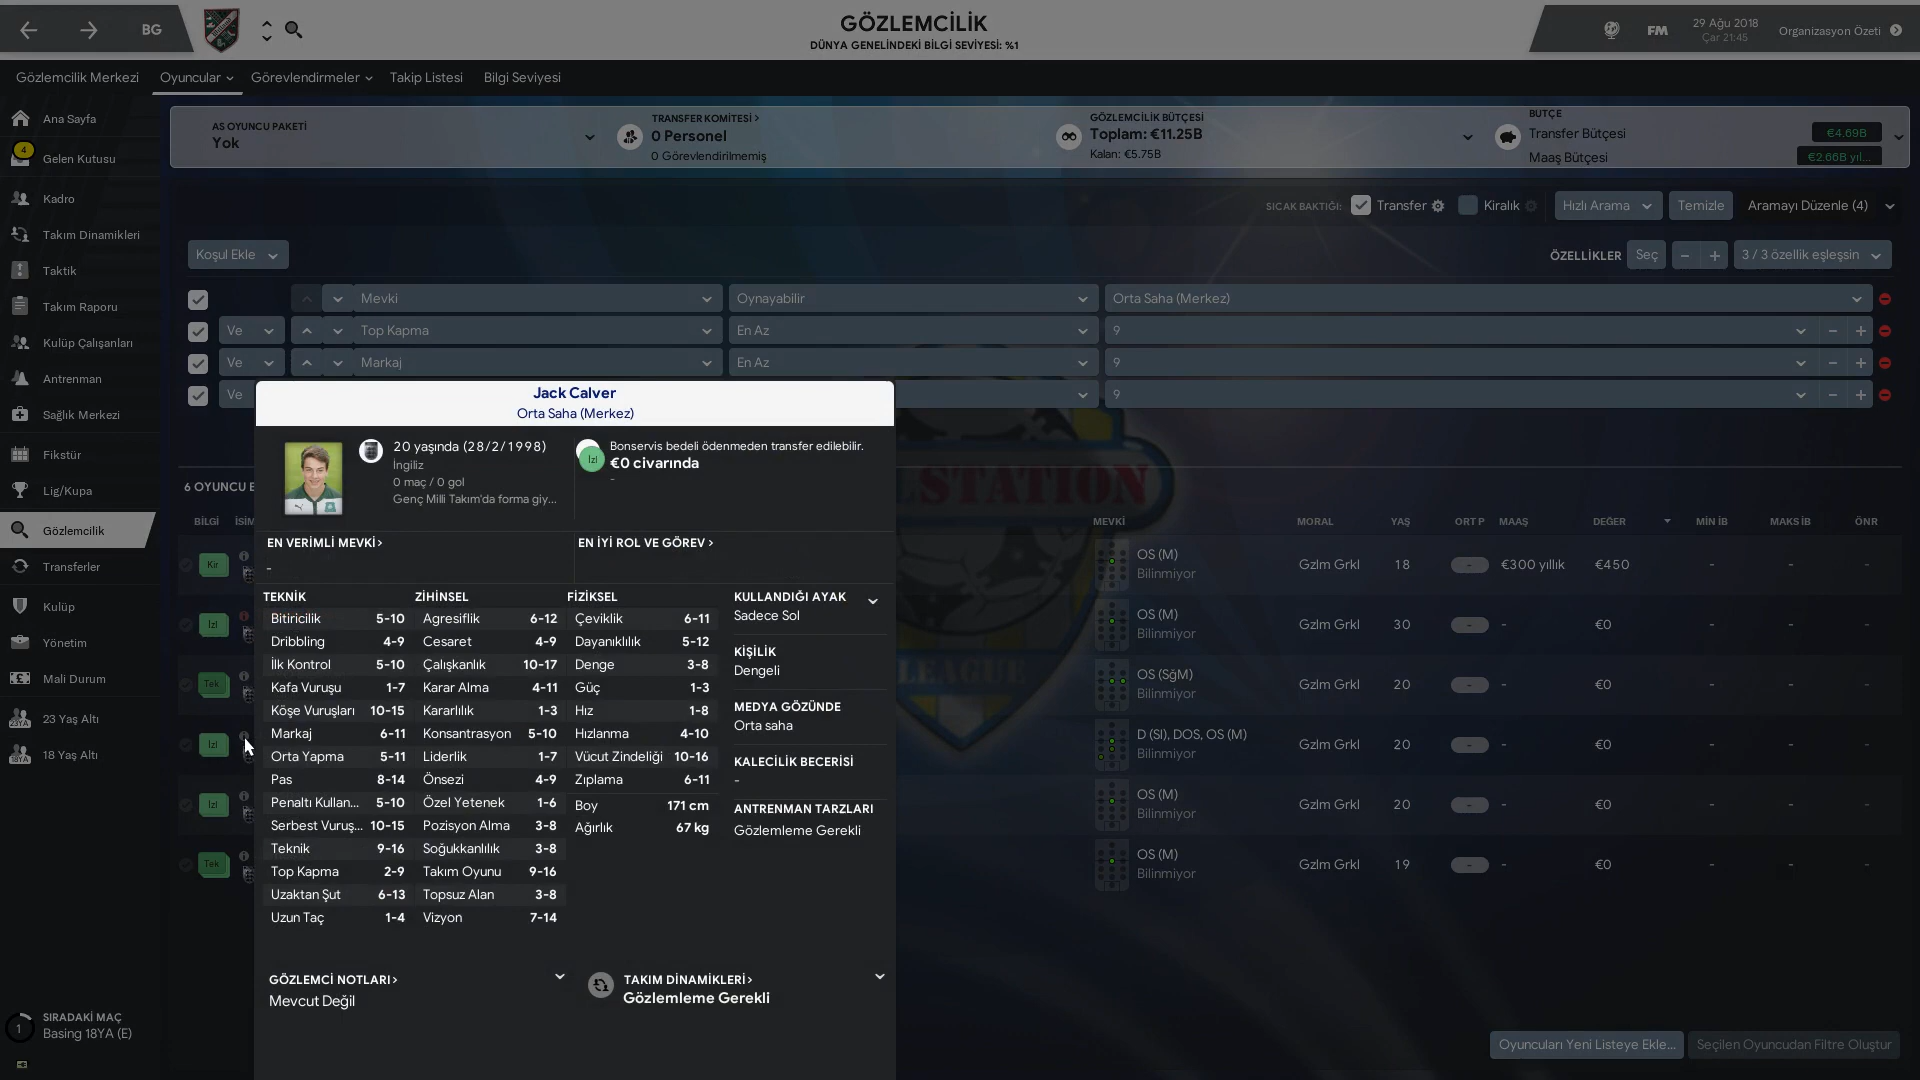 BG
GÖZLEMCİLİK
DÜNYA GENELİNDEKİ BİLGİ SEVİYESİ: %1
FM
29 Ağu 2018
Çar 21:45
Organizasyon Özeti
Gözlemcilik Merkezi
Oyuncular
Görevlendirmeler
Takip Listesi
Bilgi Seviyesi
Ana Sayfa
4
Gelen Kutusu
Kadro
Takım Dinamikleri
Taktik
Takım Raporu
Kulüp Çalışanları
Antrenman
Sağlık Merkezi
Fikstür
Lig/Kupa
Gözlemcilik
Transferler
Kulüp
Yönetim
Mali Durum
23 Yaş Altı
18 Yaş Altı
1
SIRADAKİ MAÇ
Basing 18YA (E)
AS OYUNCU PAKETİ
Yok
TRANSFER KOMİTESİ >
0 Personel
0 Görevlendirilmemiş
GÖZLEMCİLİK BÜTÇESİ
Toplam: €11.25B
Kalan: €5.75B
BÜTÇE
Transfer Bütçesi €4.69B
Maaş Bütçesi €2.66B yıl...
SICAK BAKTIĞI: Transfer Kiralık Hızlı Arama Temizle Aramayı Düzenle (4)
Koşul Ekle ÖZELLİKLER Seç − + 3 / 3 özellik eşleşsin
Mevki Oynayabilir Orta Saha (Merkez)
Ve Top Kapma En Az 9 − +
Ve Markaj En Az 9 − +
Ve 9 − +
Jack Calver
Orta Saha (Merkez)
20 yaşında (28/2/1998)
İngiliz
0 maç / 0 gol
Genç Milli Takım'da forma giy...
İzl
Bonservis bedeli ödenmeden transfer edilebilir.
€0 civarında
-
EN VERİMLİ MEVKİ >
-
EN İYİ ROL VE GÖREV >
TEKNİK
Bitiricilik 5-10
Dribbling 4-9
İlk Kontrol 5-10
Kafa Vuruşu 1-7
Köşe Vuruşları 10-15
Markaj 6-11
Orta Yapma 5-11
Pas 8-14
Penaltı Kullan... 5-10
Serbest Vuruş... 10-15
Teknik 9-16
Top Kapma 2-9
Uzaktan Şut 6-13
Uzun Taç 1-4
ZİHİNSEL
Agresiflik 6-12
Cesaret 4-9
Çalışkanlık 10-17
Karar Alma 4-11
Kararlılık 1-3
Konsantrasyon 5-10
Liderlik 1-7
Önsezi 4-9
Özel Yetenek 1-6
Pozisyon Alma 3-8
Soğukkanlılık 3-8
Takım Oyunu 9-16
Topsuz Alan 3-8
Vizyon 7-14
FİZİKSEL
Çeviklik 6-11
Dayanıklılık 5-12
Denge 3-8
Güç 1-3
Hız 1-8
Hızlanma 4-10
Vücut Zindeliği 10-16
Zıplama 6-11
Boy 171 cm
Ağırlık 67 kg
KULLANDIĞI AYAK
Sadece Sol
KİŞİLİK
Dengeli
MEDYA GÖZÜNDE
Orta saha
KALECİLİK BECERİSİ
-
ANTRENMAN TARZLARI
Gözlemleme Gerekli
GÖZLEMCİ NOTLARI >
Mevcut Değil
TAKIM DİNAMİKLERİ >
Gözlemleme Gerekli
6 OYUNCU
BİLGİ MEVKİ MORAL YAŞ ORT P MAAŞ DEĞER MİN İB MAKS İB ÖNR
Kir OS (M) Bilinmiyor Gzlm Grkl 18 - €300 yıllık €450 - - -
İzl OS (M) Bilinmiyor Gzlm Grkl 30 - - €0 - - -
Tek OS (SğM) Bilinmiyor Gzlm Grkl 20 - - €0 - - -
İzl D (Sl), DOS, OS (M) Bilinmiyor Gzlm Grkl 20 - - €0 - - -
İzl OS (M) Bilinmiyor Gzlm Grkl 20 - - €0 - - -
Tek OS (M) Bilinmiyor Gzlm Grkl 19 - - €0 - - -
Oyuncuları Yeni Listeye Ekle...
Seçilen Oyuncudan Filtre Oluştur